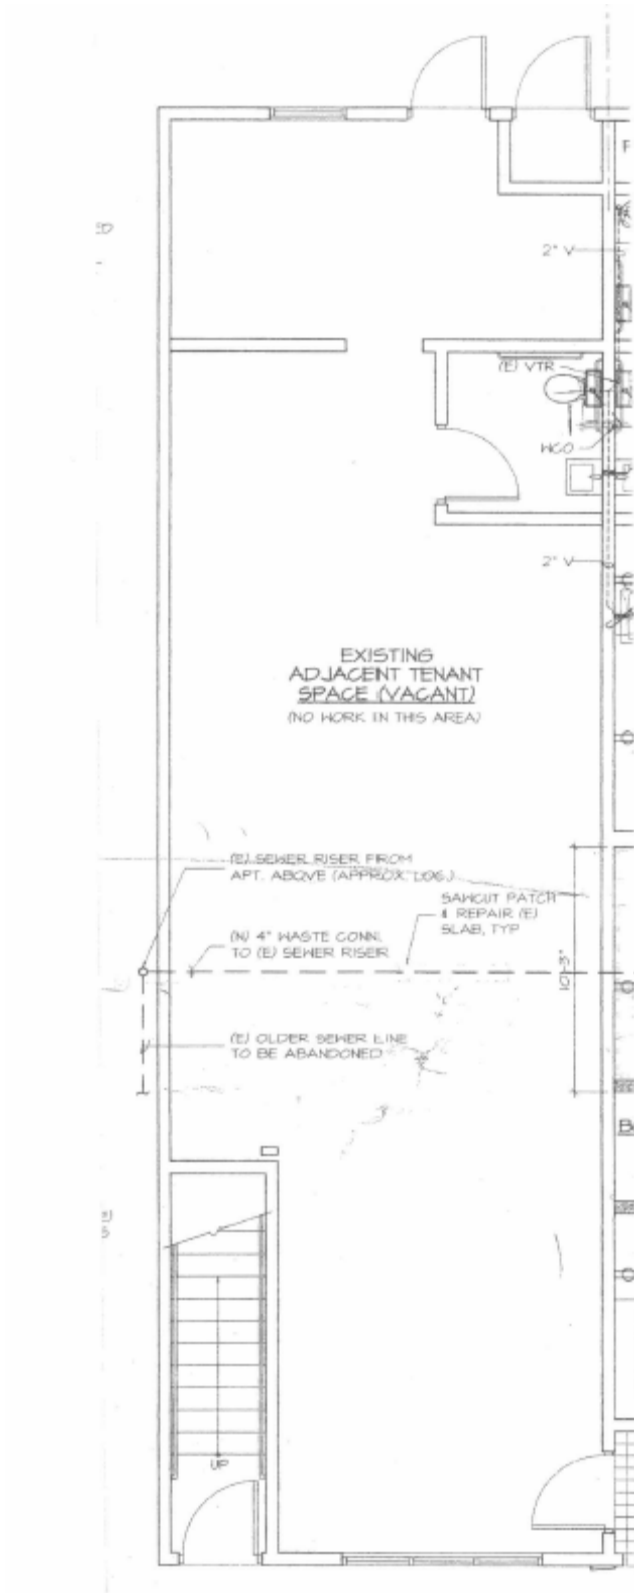 2" V
(E) VTR
WCO
2" V
EXISTING
ADJACENT TENANT
SPACE (VACANT)
(NO WORK IN THIS AREA)
(E) SEWER RISER FROM
APT. ABOVE (APPROX. LOC.)
SAWCUT PATCH
& REPAIR (E)
SLAB, TYP
(N) 4" WASTE CONN.
TO (E) SEWER RISER
10'-3"
(E) OLDER SEWER LINE
TO BE ABANDONED
UP